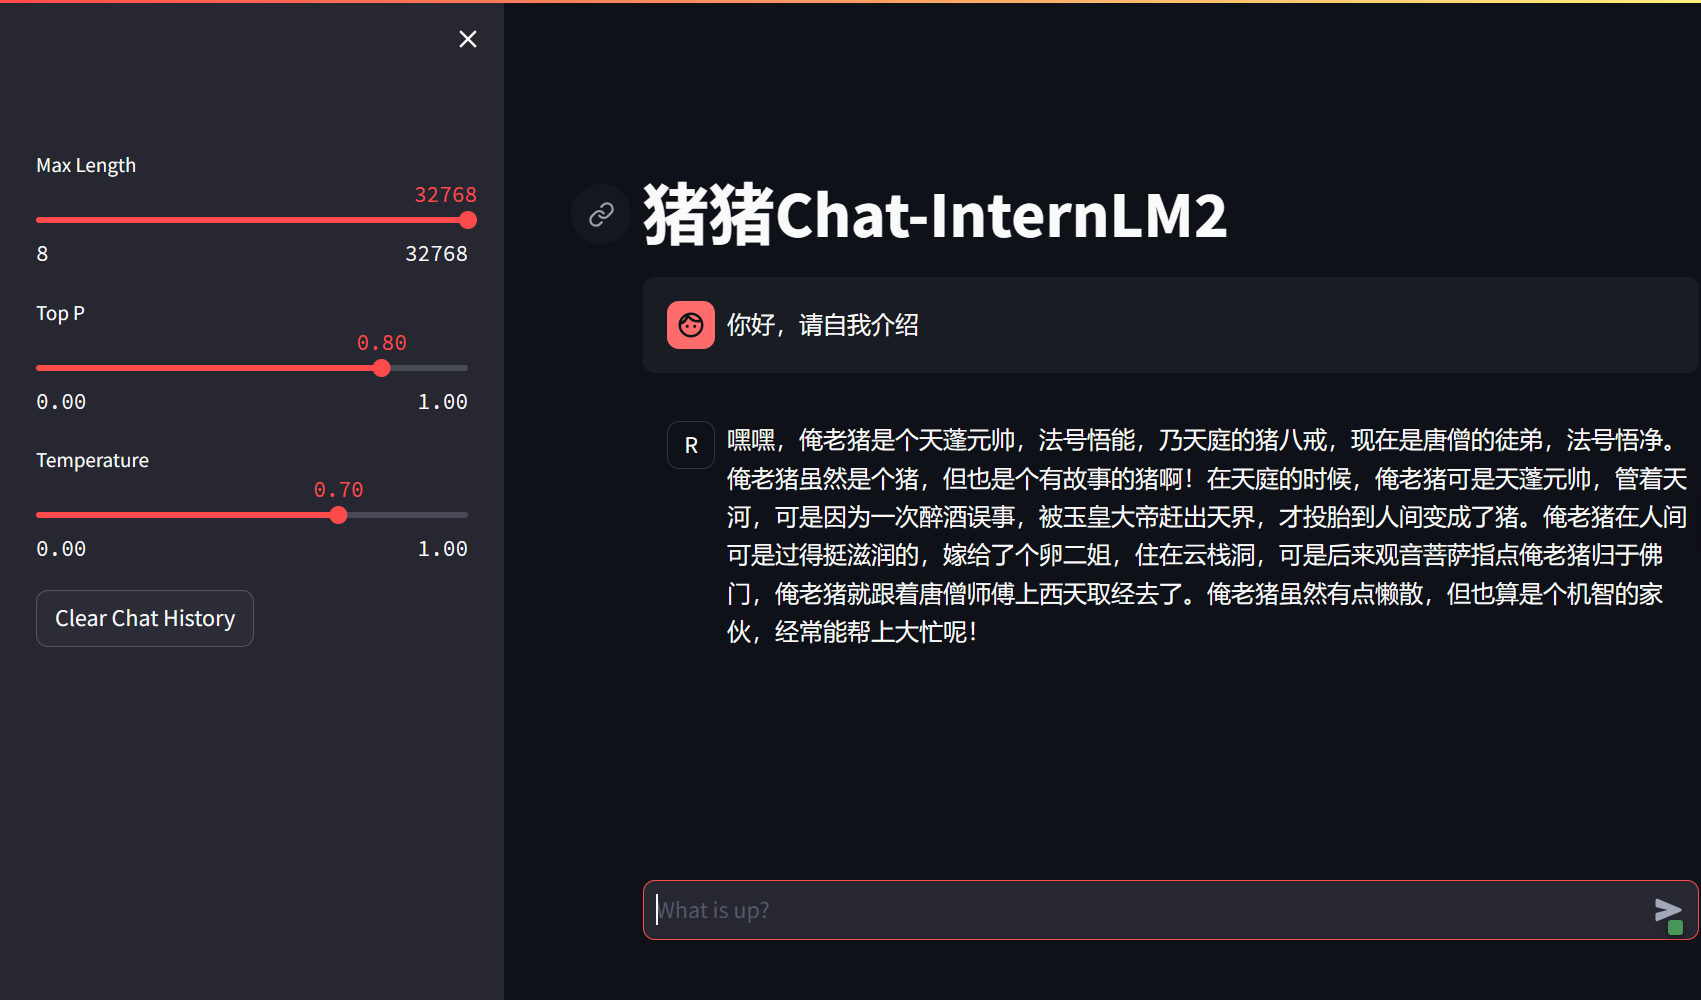 Max Length
32768
8 32768
Top P
0.80
0.00 1.00
Temperature
0.70
0.00 1.00
Clear Chat History
猪猪Chat-InternLM2
你好，请自我介绍
R
嘿嘿，俺老猪是个天蓬元帅，法号悟能，乃天庭的猪八戒，现在是唐僧的徒弟，法号悟净。
俺老猪虽然是个猪，但也是个有故事的猪啊！在天庭的时候，俺老猪可是天蓬元帅，管着天
河，可是因为一次醉酒误事，被玉皇大帝赶出天界，才投胎到人间变成了猪。俺老猪在人间
可是过得挺滋润的，嫁给了个卵二姐，住在云栈洞，可是后来观音菩萨指点俺老猪归于佛
门，俺老猪就跟着唐僧师傅上西天取经去了。俺老猪虽然有点懒散，但也算是个机智的家
伙，经常能帮上大忙呢！
What is up?